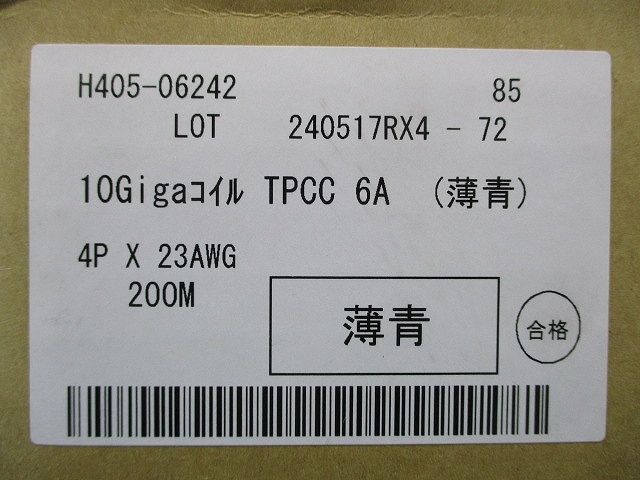 H405-06242 85
LOT 240517RX4 - 72
10Gigaｺｲﾙ TPCC 6A (薄青)
4P X 23AWG
200M
薄青
合格